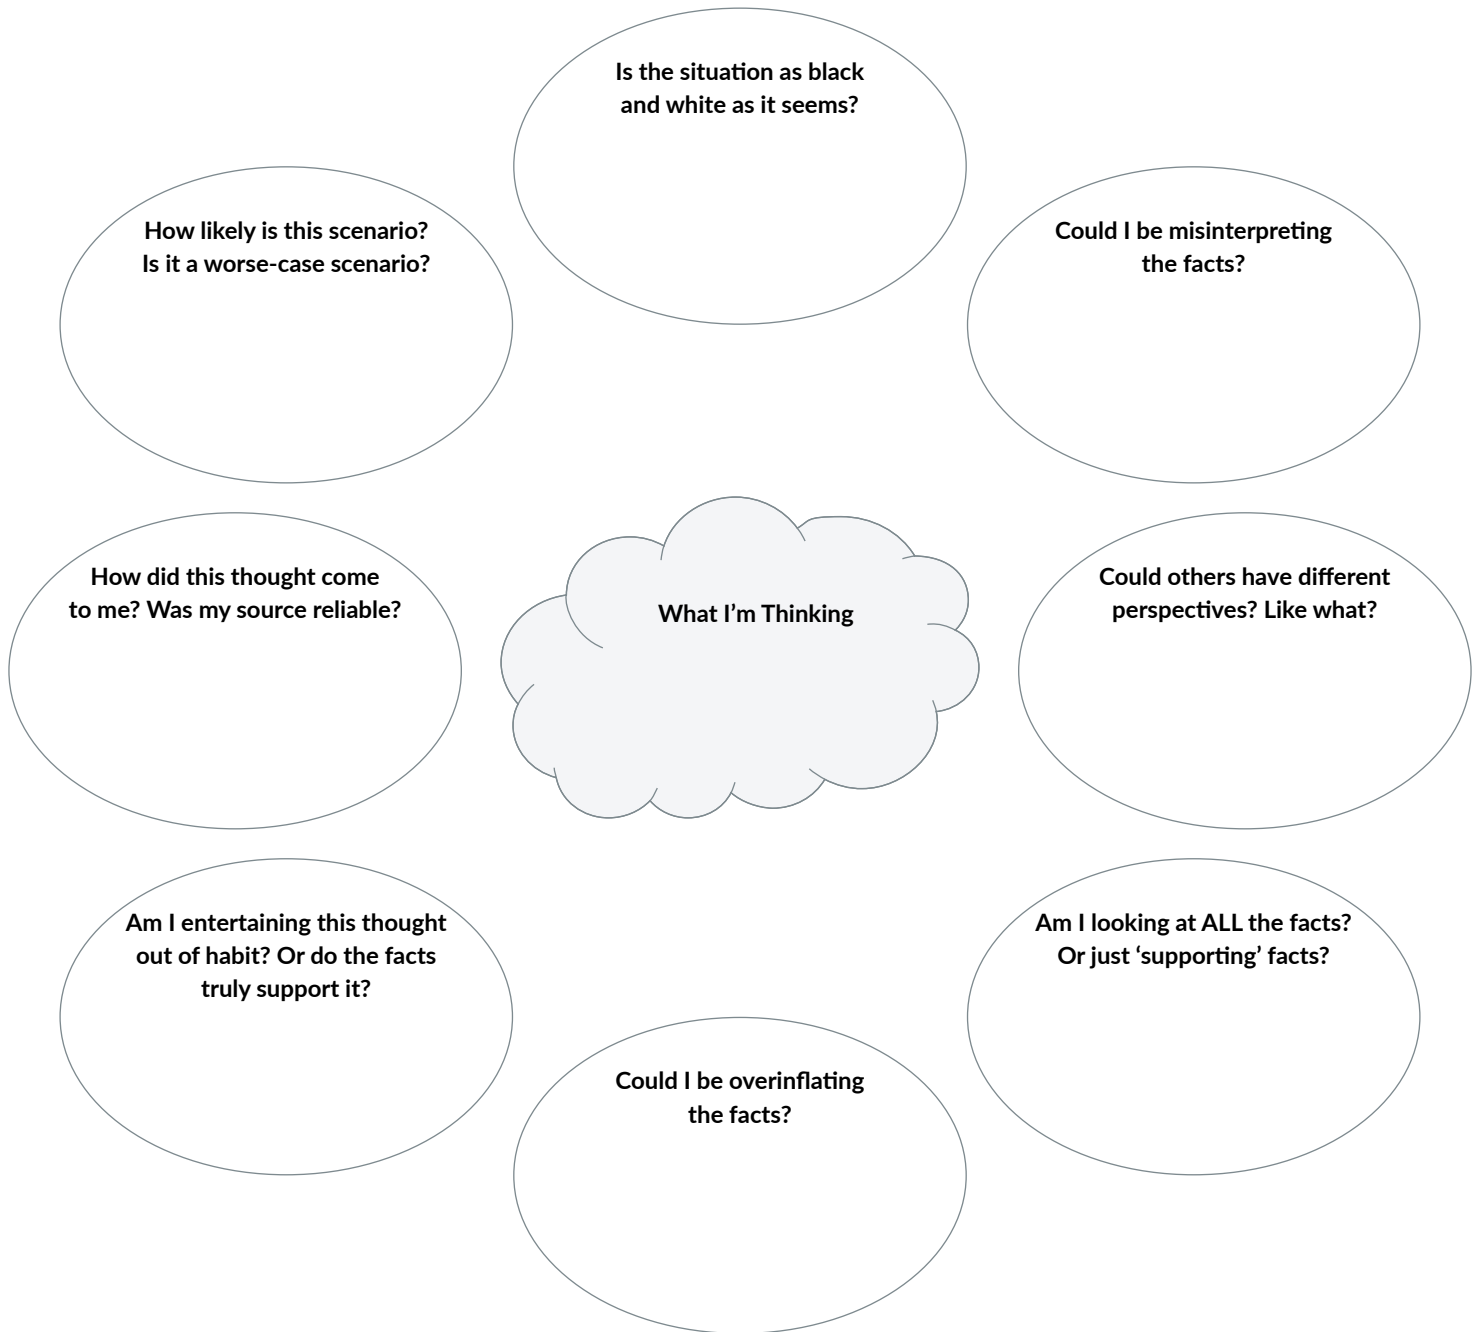 Is the situation as black
and white as it seems?
How likely is this scenario?
Is it a worse-case scenario?
Could I be misinterpreting
the facts?
How did this thought come
to me? Was my source reliable?
What I’m Thinking
Could others have different
perspectives? Like what?
Am I entertaining this thought
out of habit? Or do the facts
truly support it?
Am I looking at ALL the facts?
Or just ‘supporting’ facts?
Could I be overinflating
the facts?